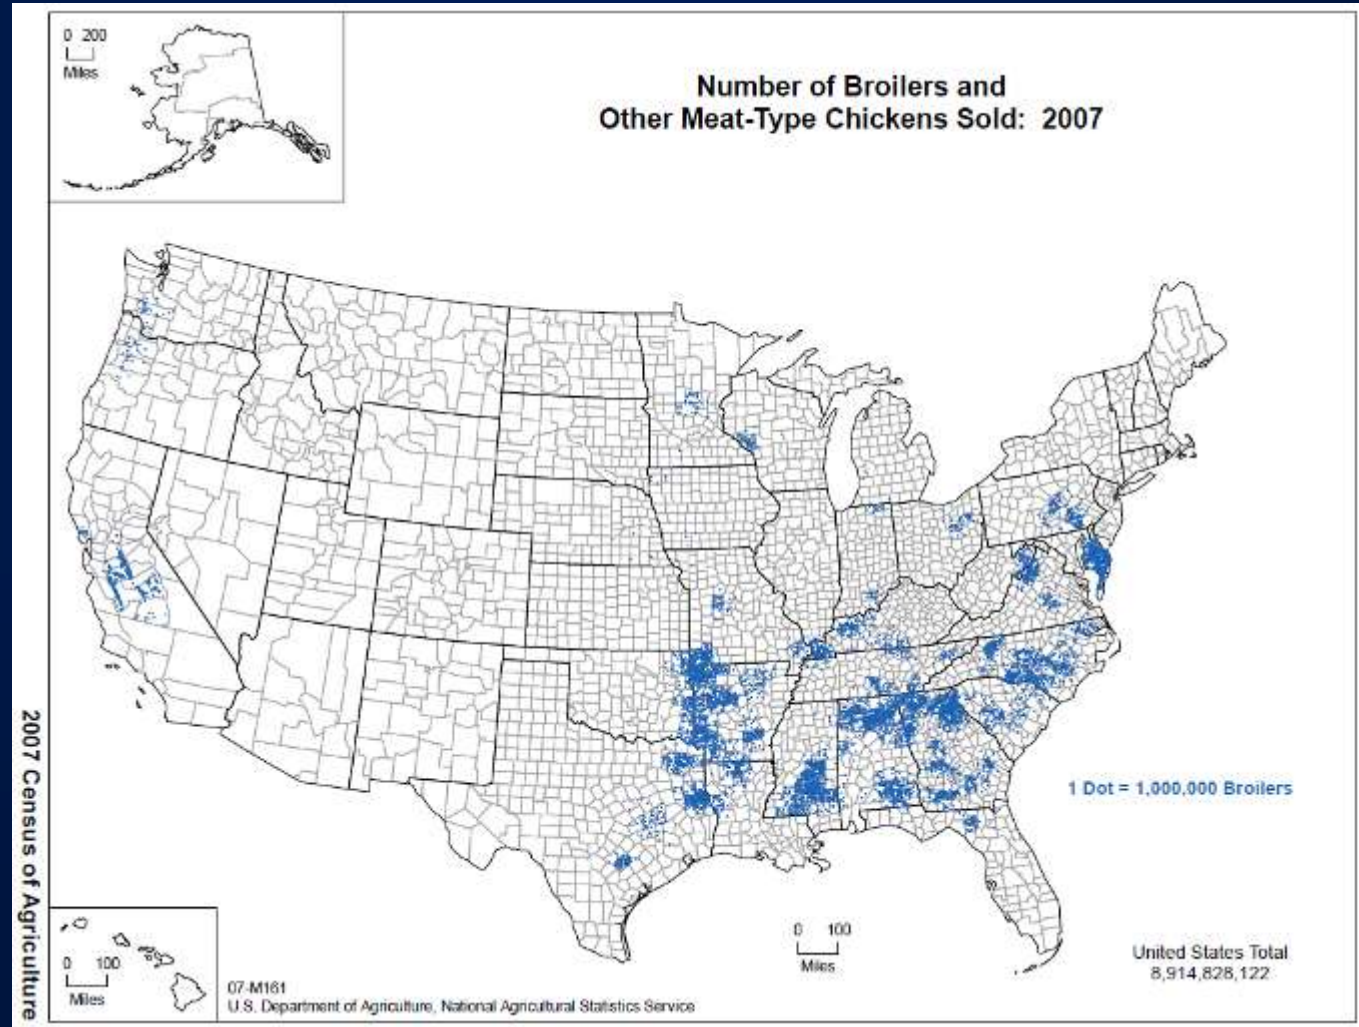 0 200
Miles
Number of Broilers and
Other Meat-Type Chickens Sold: 2007
1 Dot = 1,000,000 Broilers
2007 Census of Agriculture
0 100
Miles
0 100
Miles
United States Total
8,914,828,122
07-M161
U.S. Department of Agriculture, National Agricultural Statistics Service